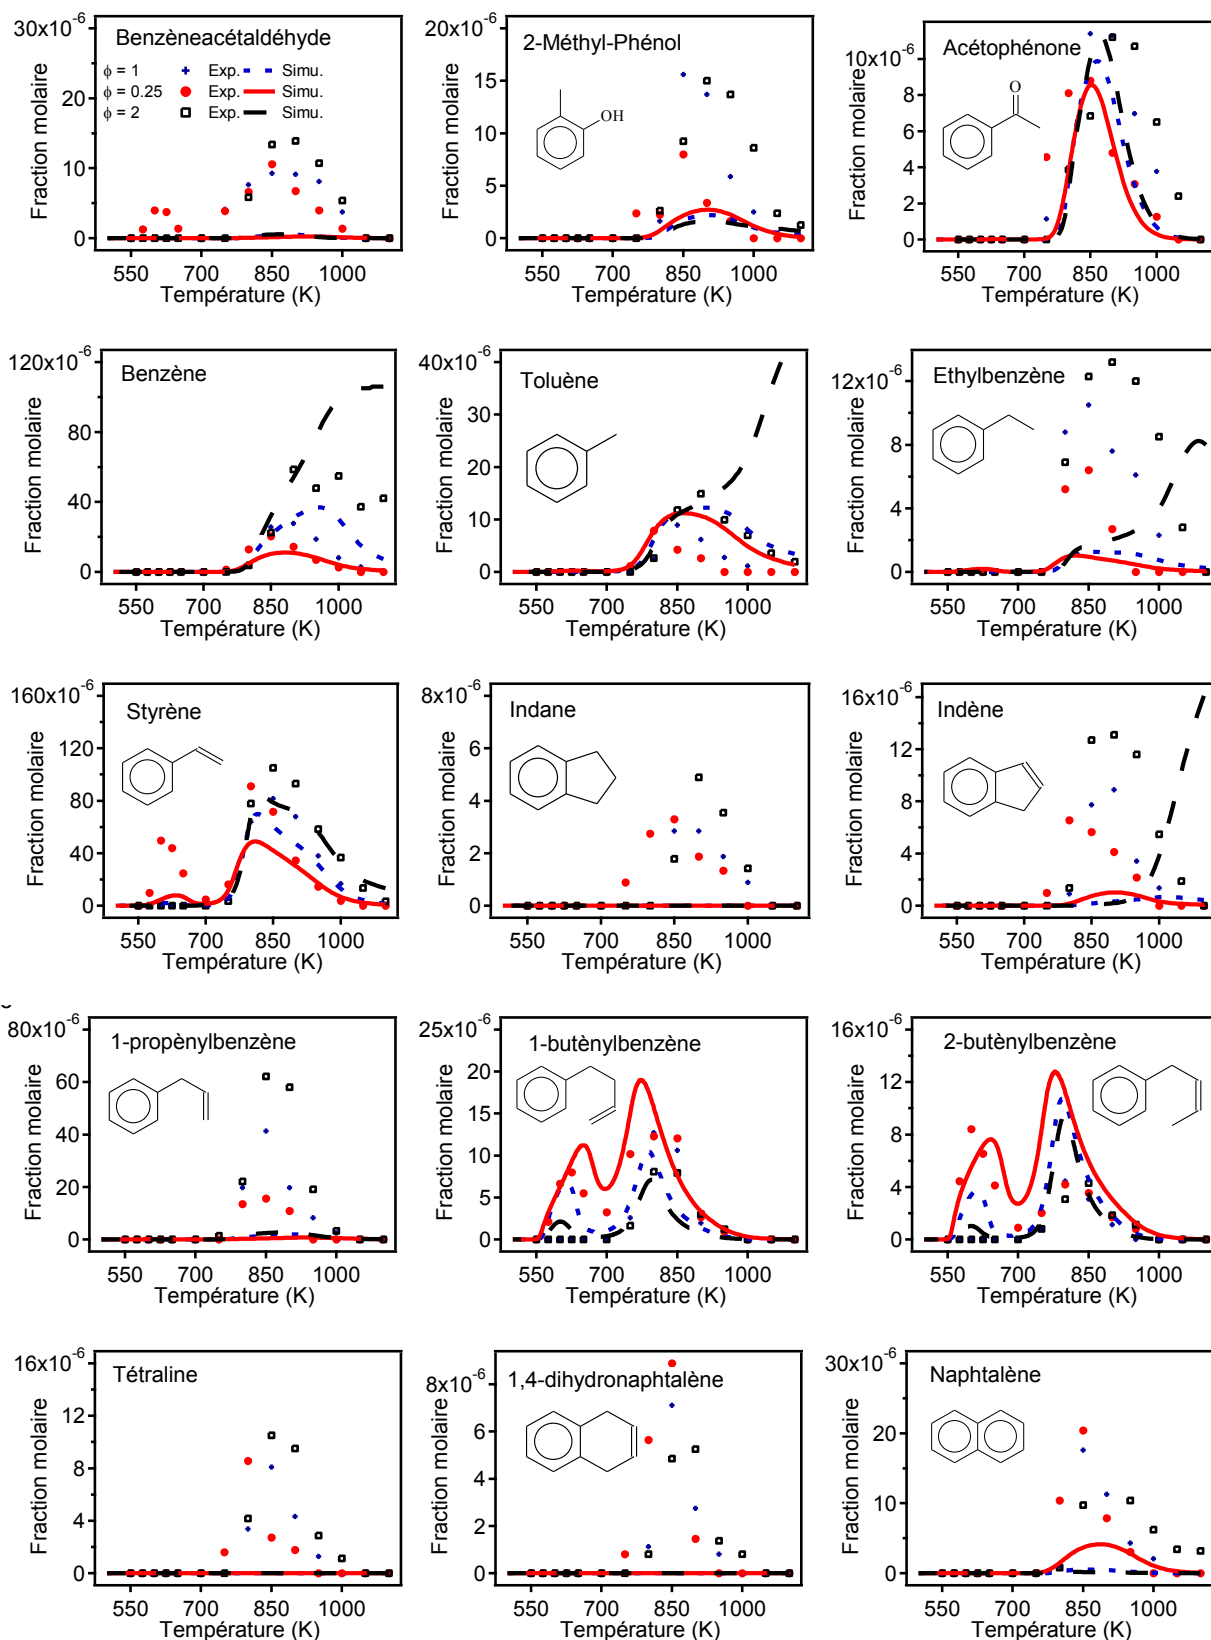 Benzèneacétaldéhyde
30x10-6
20
10
0
Fraction molaire
ϕ = 1 Exp. Simu.
ϕ = 0.25 Exp. Simu.
ϕ = 2 Exp. Simu.
550 700 850 1000
Température (K)
2-Méthyl-Phénol
20x10-6
15
10
5
0
Fraction molaire
OH
550 700 850 1000
Température (K)
Acétophénone
10x10-6
8
6
4
2
0
Fraction molaire
O
550 700 850 1000
Température (K)
Benzène
120x10-6
80
40
0
Fraction molaire
550 700 850 1000
Température (K)
Toluène
40x10-6
30
20
10
0
Fraction molaire
550 700 850 1000
Température (K)
Ethylbenzène
12x10-6
8
4
0
Fraction molaire
550 700 850 1000
Température (K)
Styrène
160x10-6
120
80
40
0
Fraction molaire
550 700 850 1000
Température (K)
Indane
8x10-6
6
4
2
0
Fraction molaire
550 700 850 1000
Température (K)
Indène
16x10-6
12
8
4
0
Fraction molaire
550 700 850 1000
Température (K)
1-propènylbenzène
80x10-6
60
40
20
0
Fraction molaire
550 700 850 1000
Température (K)
1-butènylbenzène
25x10-6
20
15
10
5
0
Fraction molaire
550 700 850 1000
Température (K)
2-butènylbenzène
16x10-6
12
8
4
0
Fraction molaire
550 700 850 1000
Température (K)
Tétraline
16x10-6
12
8
4
0
Fraction molaire
550 700 850 1000
Température (K)
1,4-dihydronaphtalène
8x10-6
6
4
2
0
Fraction molaire
550 700 850 1000
Température (K)
Naphtalène
30x10-6
20
10
0
Fraction molaire
550 700 850 1000
Température (K)